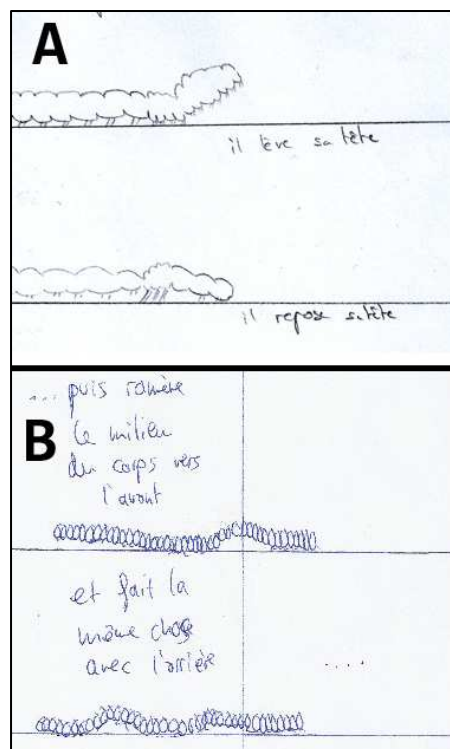 A
il lève sa tête
il repose sa tête
B
... puis ramène
le milieu
du corps vers
l'avant
et fait la
même chose
avec l'arrière
....